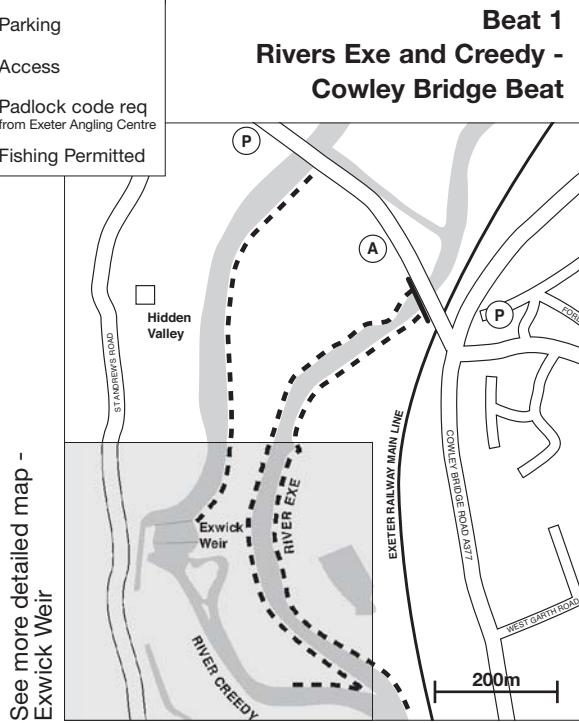 Parking
Access
Padlock code req
from Exeter Angling Centre
Fishing Permitted
Beat 1
Rivers Exe and Creedy -
Cowley Bridge Beat
P
A
P
Hidden
Valley
ST ANDREW'S ROAD
EXETER RAILWAY MAIN LINE
COWLEY BRIDGE ROAD A377
RIVER EXE
Exwick
Weir
RIVER CREEDY
WEST GARTH ROAD
200m
See more detailed map -
Exwick Weir